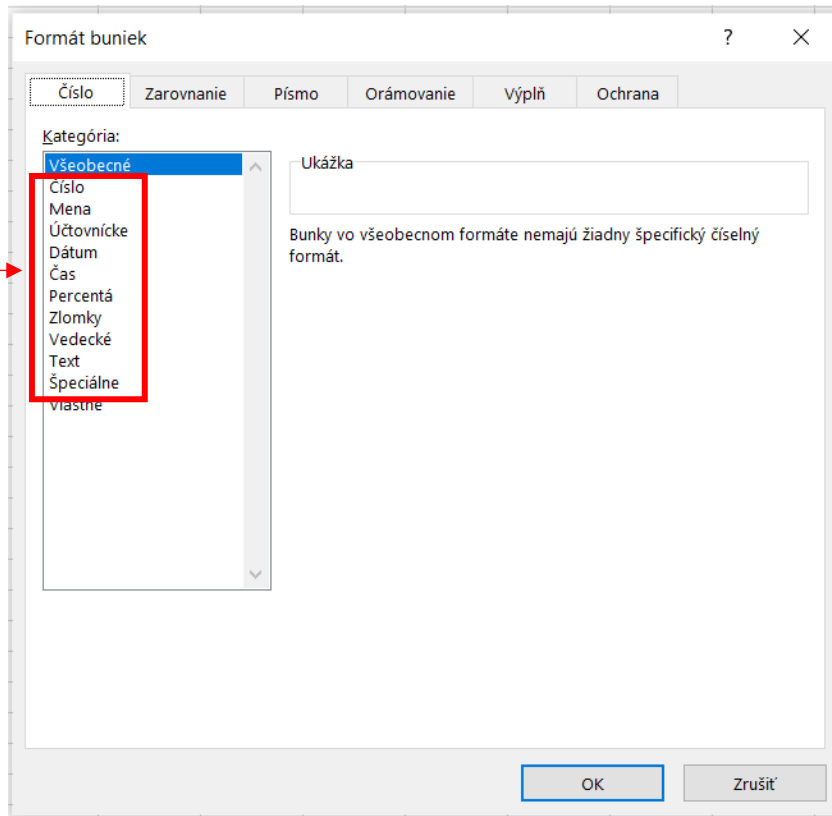 Formát buniek ?
Číslo Zarovnanie Písmo Orámovanie Výplň Ochrana
Kategória:
Všeobecné
Číslo
Mena
Účtovnícke
Dátum
Čas
Percentá
Zlomky
Vedecké
Text
Špeciálne
Vlastné
Ukážka
Bunky vo všeobecnom formáte nemajú žiadny špecifický číselný
formát.
OK Zrušiť